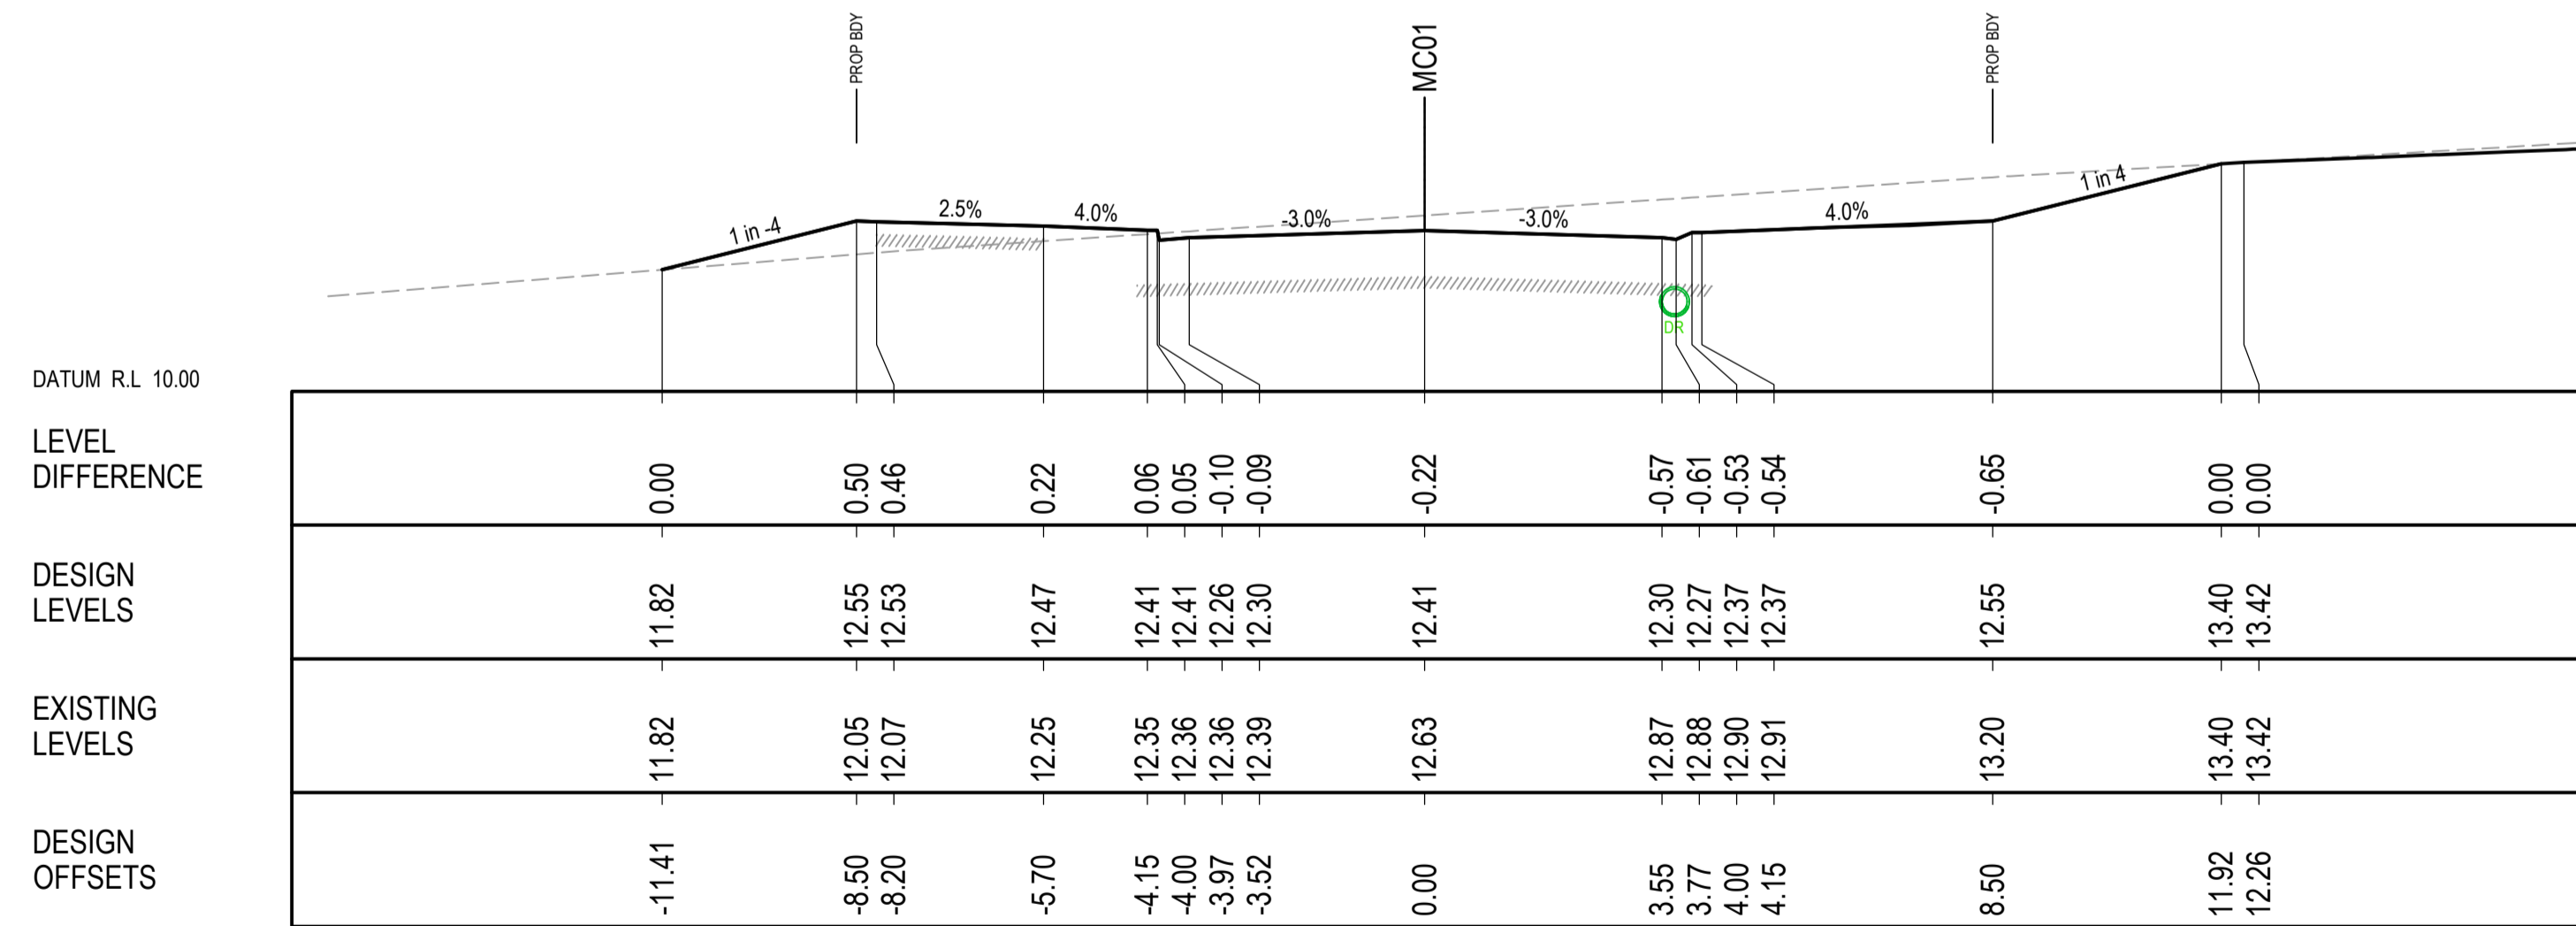 PROP BDY
MC01
PROP BDY
1 in -4
2.5%
4.0%
-3.0%
-3.0%
4.0%
1 in 4
DR
DATUM R.L 10.00
LEVEL
DIFFERENCE
0.00 0.50 0.46 0.22 0.06 0.05 -0.10 -0.09 -0.22 -0.57 -0.61 -0.53 -0.54 -0.65 0.00 0.00
DESIGN
LEVELS
11.82 12.55 12.53 12.47 12.41 12.41 12.26 12.30 12.41 12.30 12.27 12.37 12.37 12.55 13.40 13.42
EXISTING
LEVELS
11.82 12.05 12.07 12.25 12.35 12.36 12.36 12.39 12.63 12.87 12.88 12.90 12.91 13.20 13.40 13.42
DESIGN
OFFSETS
-11.41 -8.50 -8.20 -5.70 -4.15 -4.00 -3.97 -3.52 0.00 3.55 3.77 4.00 4.15 8.50 11.92 12.26